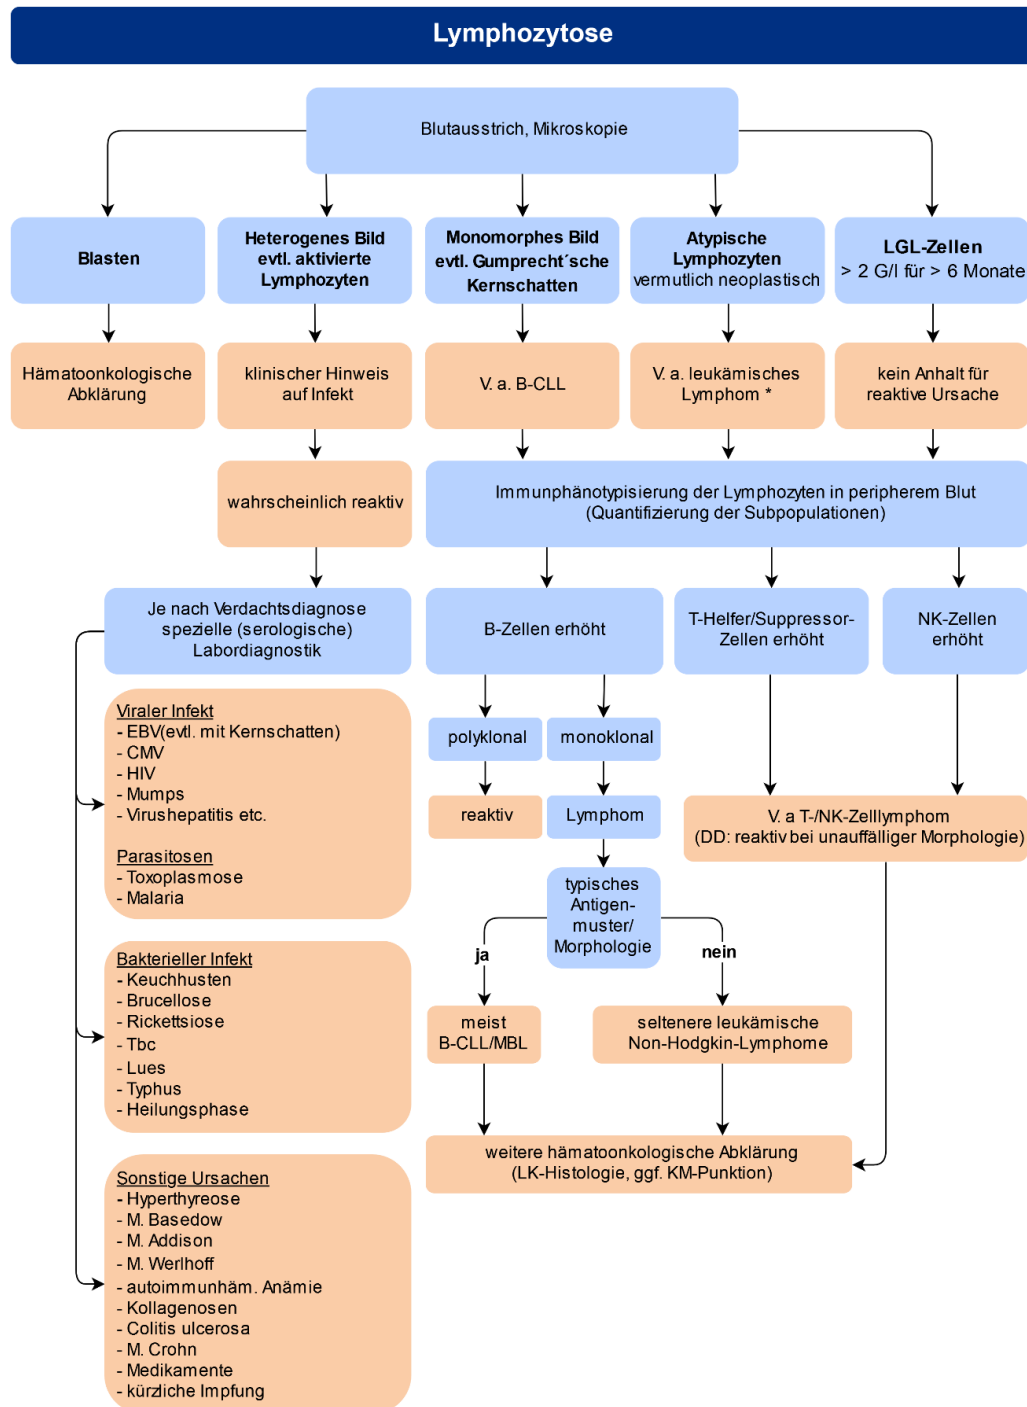 Lymphozytose
Blutausstrich, Mikroskopie
Blasten
Heterogenes Bild
evtl. aktivierte
Lymphozyten
Monomorphes Bild
evtl. Gumprecht´sche
Kernschatten
Atypische
Lymphozyten
vermutlich neoplastisch
LGL-Zellen
> 2 G/l für > 6 Monate
Hämatoonkologische
Abklärung
klinischer Hinweis
auf Infekt
V. a. B-CLL
V. a. leukämisches
Lymphom *
kein Anhalt für
reaktive Ursache
wahrscheinlich reaktiv
Immunphänotypisierung der Lymphozyten in peripherem Blut
(Quantifizierung der Subpopulationen)
Je nach Verdachtsdiagnose
spezielle (serologische)
Labordiagnostik
B-Zellen erhöht
T-Helfer/Suppressor-
Zellen erhöht
NK-Zellen
erhöht
Viraler Infekt
- EBV(evtl. mit Kernschatten)
- CMV
- HIV
- Mumps
- Virushepatitis etc.
Parasitosen
- Toxoplasmose
- Malaria
polyklonal
monoklonal
reaktiv
Lymphom
V. a T-/NK-Zelllymphom
(DD: reaktiv bei unauffälliger Morphologie)
typisches
Antigen-
muster/
Morphologie
ja
nein
Bakterieller Infekt
- Keuchhusten
- Brucellose
- Rickettsiose
- Tbc
- Lues
- Typhus
- Heilungsphase
meist
B-CLL/MBL
seltenere leukämische
Non-Hodgkin-Lymphome
weitere hämatoonkologische Abklärung
(LK-Histologie, ggf. KM-Punktion)
Sonstige Ursachen
- Hyperthyreose
- M. Basedow
- M. Addison
- M. Werlhoff
- autoimmunhäm. Anämie
- Kollagenosen
- Colitis ulcerosa
- M. Crohn
- Medikamente
- kürzliche Impfung